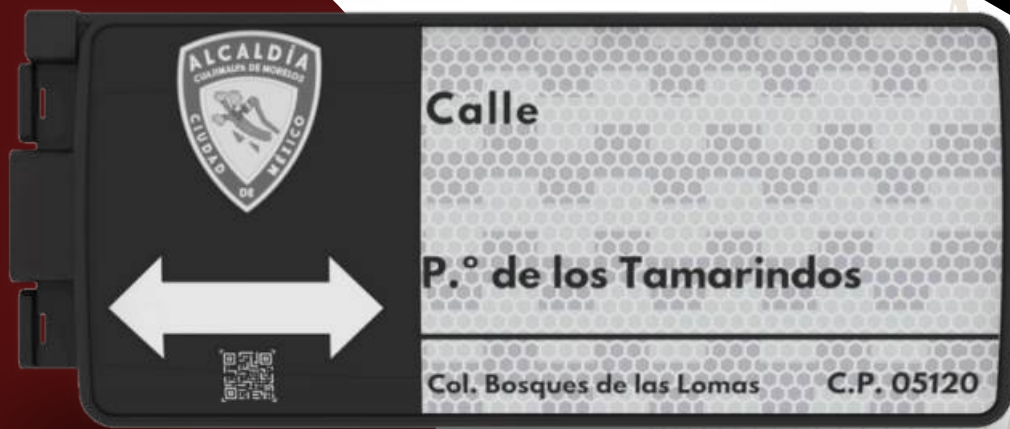 ALCALDÍA
CUAJIMALPA DE MORELOS
CIUDAD DE MÉXICO
Calle
P.º de los Tamarindos
Col. Bosques de las Lomas C.P. 05120